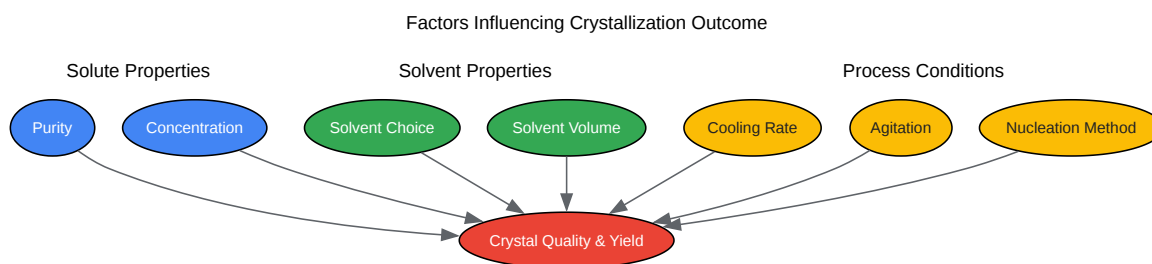 Factors Influencing Crystallization Outcome
Solute Properties
Solvent Properties
Process Conditions
Purity
Concentration
Solvent Choice
Solvent Volume
Cooling Rate
Agitation
Nucleation Method
Crystal Quality & Yield